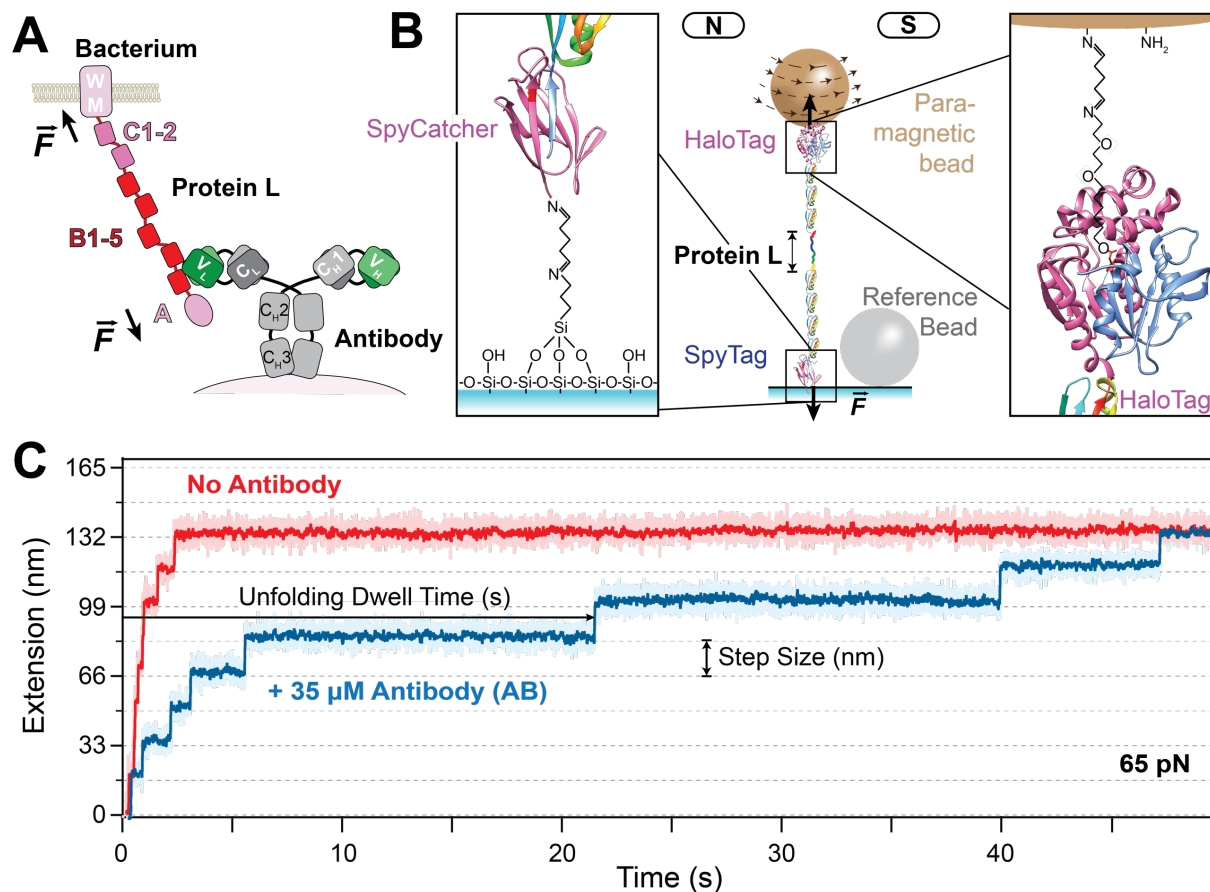 A
Bacterium
W
M
F
C1-2
Protein L
B1-5
V L
C L
C H 1
V H
A
F
C H 2
C H 3
Antibody
B
SpyCatcher
N
N
Si
OH
O
O
O
OH
-O-Si-O-Si-O-Si-O-Si-O-Si-O-
N
S
Para-
magnetic
bead
HaloTag
Protein L
Reference
Bead
SpyTag
F
N
NH2
N
O
O
O
HaloTag
C
165
132
99
66
33
0
Extension (nm)
No Antibody
Unfolding Dwell Time (s)
Step Size (nm)
+ 35 µM Antibody (AB)
65 pN
0
10
20
30
40
Time (s)